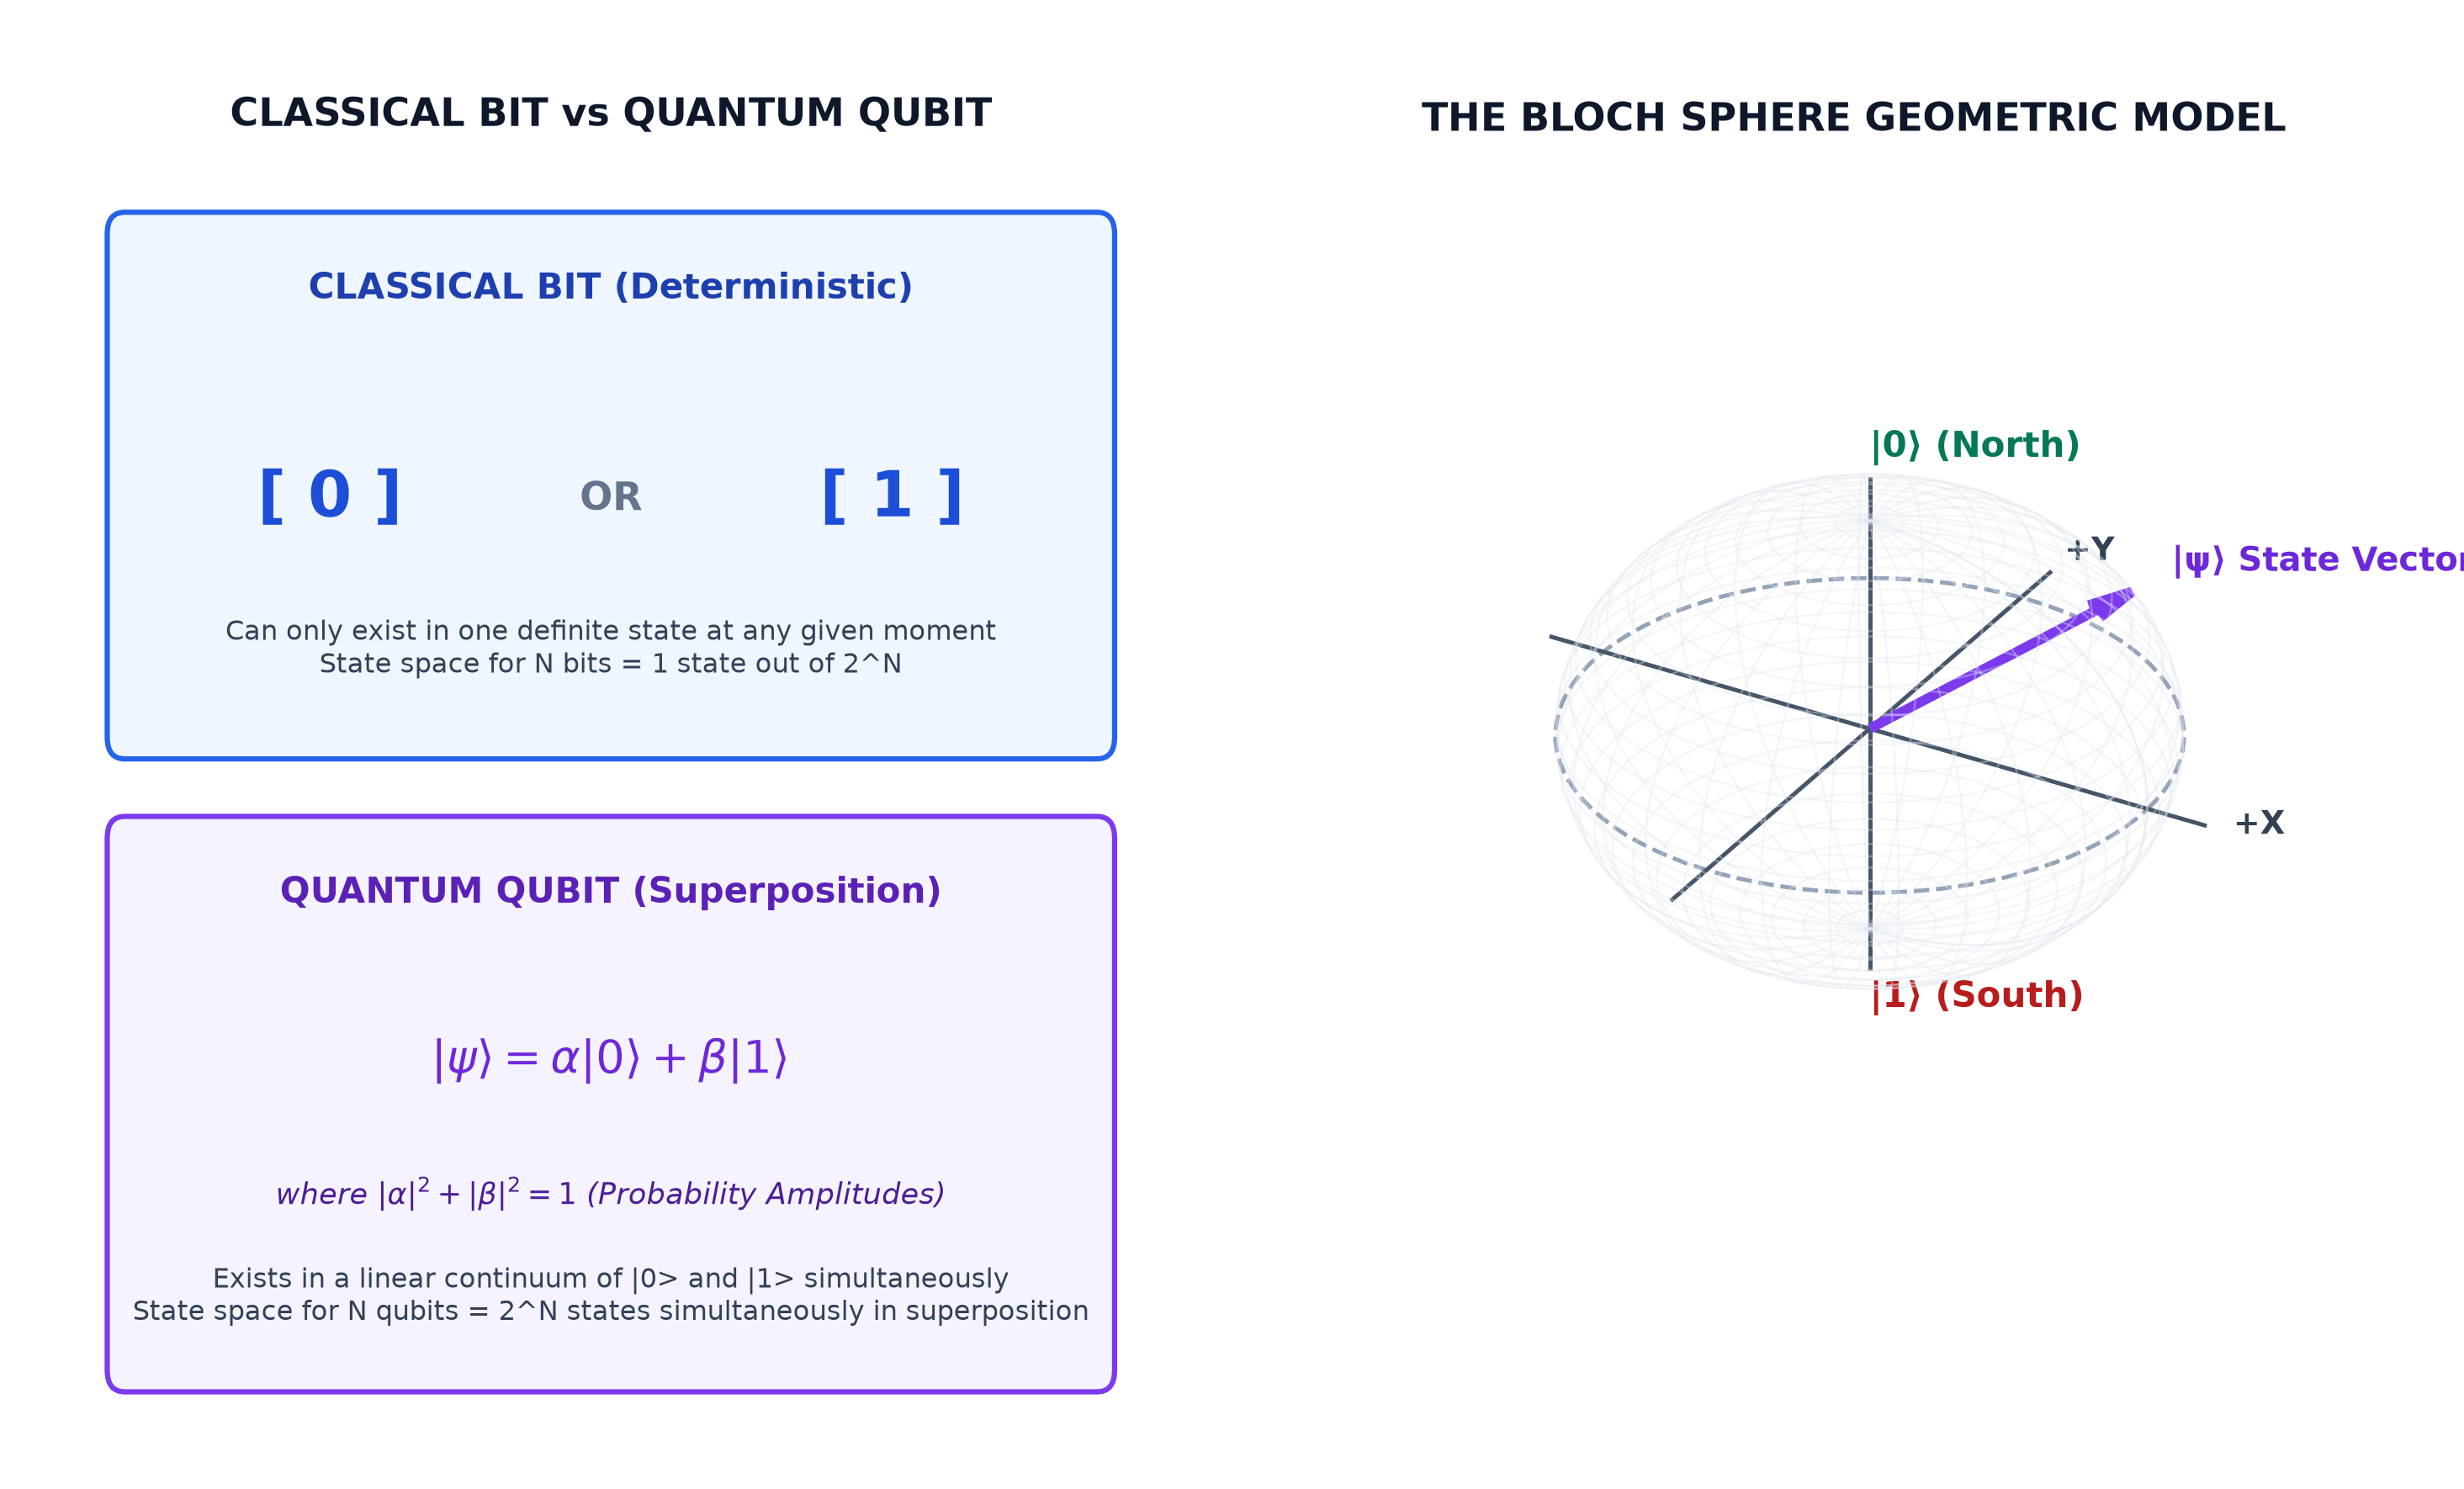 CLASSICAL BIT vs QUANTUM QUBIT
CLASSICAL BIT (Deterministic)
[ 0 ] OR [ 1 ]
Can only exist in one definite state at any given moment
State space for N bits = 1 state out of 2^N
QUANTUM QUBIT (Superposition)
|ψ⟩ = α|0⟩ + β|1⟩
where |α|² + |β|² = 1 (Probability Amplitudes)
Exists in a linear continuum of |0> and |1> simultaneously
State space for N qubits = 2^N states simultaneously in superposition
THE BLOCH SPHERE GEOMETRIC MODEL
|0⟩ (North)
+Y
|ψ⟩ State Vector
+X
|1⟩ (South)